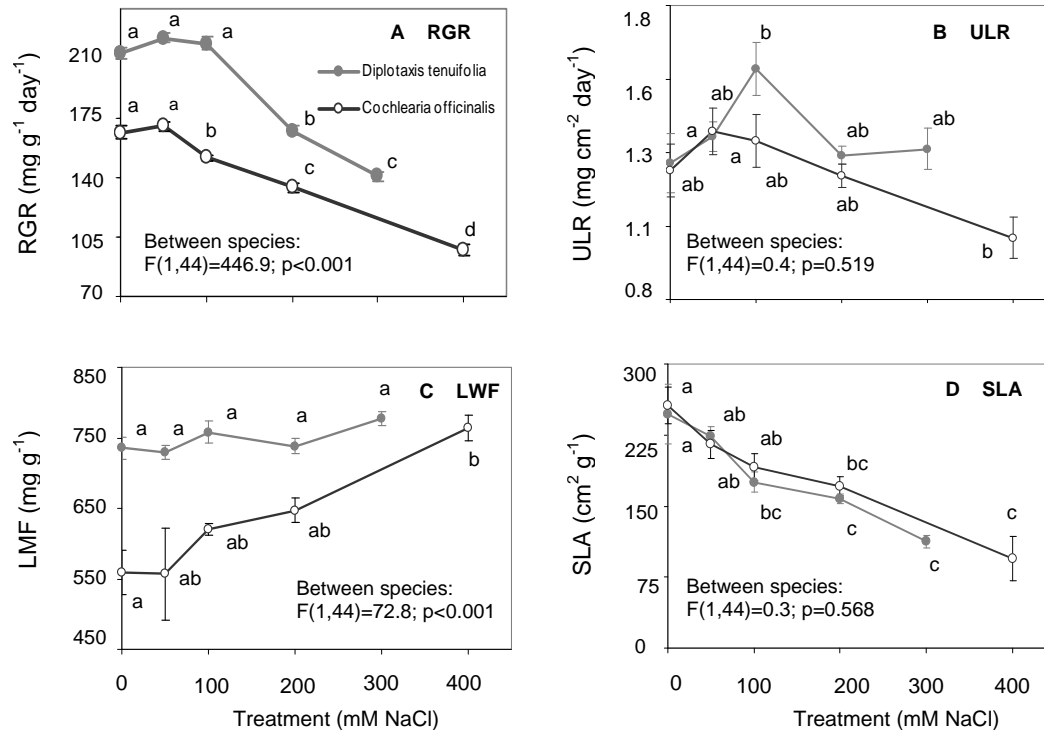 A RGR
a
a
a
b
c
a
a
b
c
d
Diplotaxis tenuifolia
Cochlearia officinalis
Between species:
F(1,44)=446.9; p<0.001
RGR (mg g⁻¹ day⁻¹)
210
175
140
105
70
B ULR
b
ab
ab
ab
a
a
ab
ab
ab
b
Between species:
F(1,44)=0.4; p=0.519
ULR (mg cm⁻² day⁻¹)
1.8
1.6
1.3
1.1
0.8
C LWF
a
a
a
a
a
a
ab
ab
ab
b
Between species:
F(1,44)=72.8; p<0.001
LMF (mg g⁻¹)
850
750
650
550
450
0 100 200 300 400
Treatment (mM NaCl)
D SLA
a
ab
ab
bc
c
a
ab
bc
c
c
Between species:
F(1,44)=0.3; p=0.568
SLA (cm² g⁻¹)
300
225
150
75
0
0 100 200 300 400
Treatment (mM NaCl)